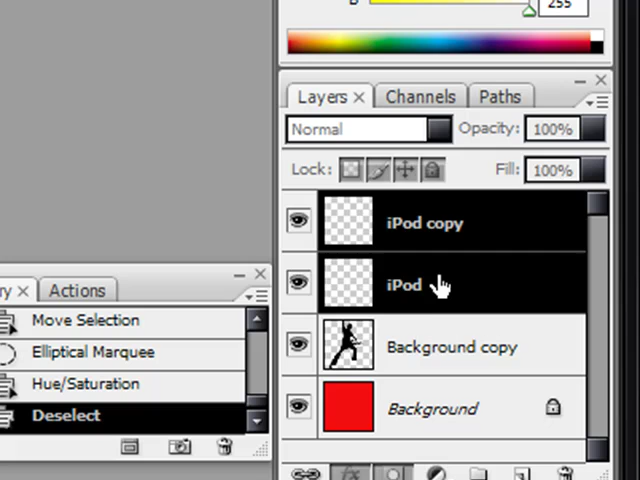 255
Layers × Channels Paths
Normal Opacity: 100%
Lock: Fill: 100%
iPod copy
iPod
Background copy
Background
Actions
Move Selection
Elliptical Marquee
Hue/Saturation
Deselect